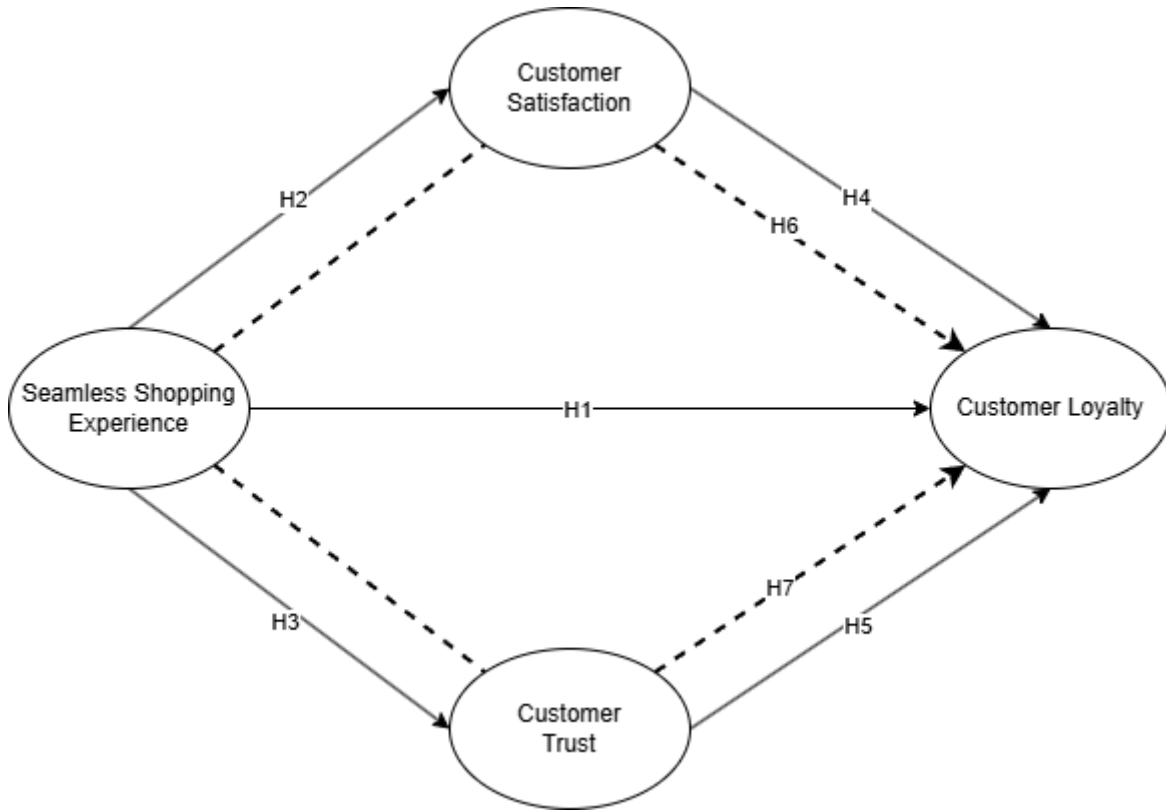 Customer
Satisfaction
H2
H4
H6
Seamless Shopping
Experience
H1
Customer Loyalty
H7
H3
H5
Customer
Trust